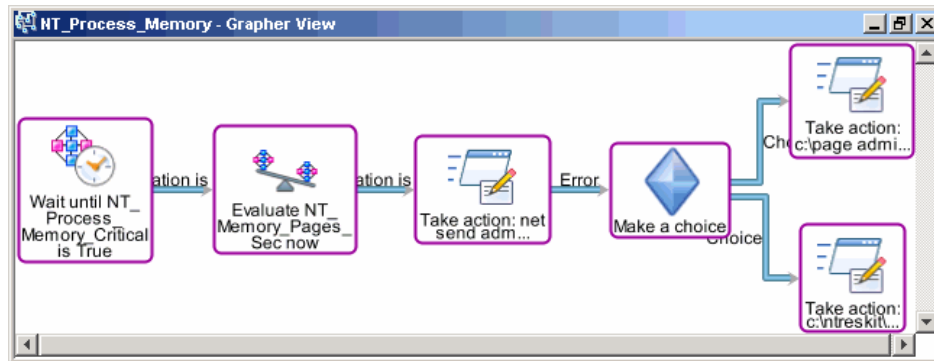 NT_Process_Memory - Grapher View
Wait until NT_
Process_
Memory_Critical
is True
ation is
Evaluate NT_
Memory_Pages_
Sec now
ation is
Take action: net
send adm...
Error
Make a choice
Cho
Take action:
c:\page admi...
Choice
Take action:
c:\ntreskit\...